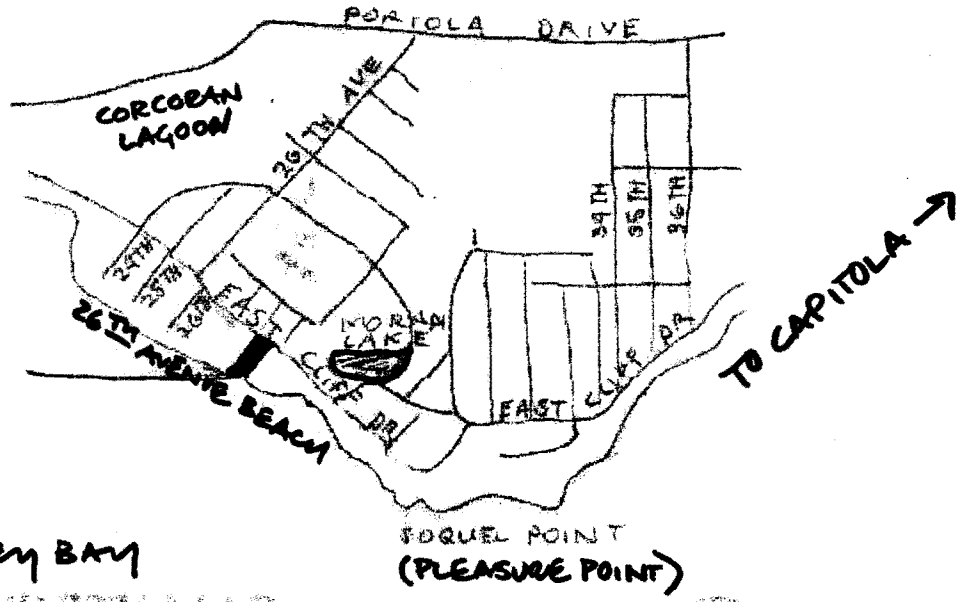 PORTOLA DRIVE
CORCORAN
LAGOON
26TH AVE
34TH
35TH
36TH
24TH
25TH
26TH
EAST CLIFF DR
LAKE
26TH AVENUE BEACH
EAST CLIFF DR
TO CAPITOLA
SOQUEL POINT
(PLEASURE POINT)
BAY